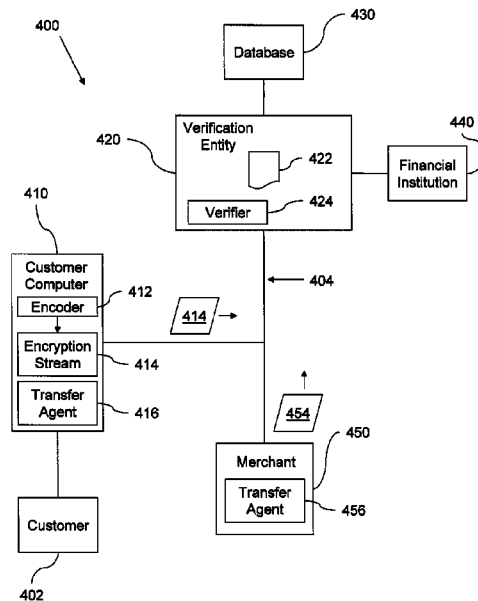 400
Database
430
420
Verification
Entity
422
Verifier
424
440
Financial
Institution
410
Customer
Computer
Encoder
412
414
404
Encryption
Stream
414
Transfer
Agent
416
454
450
Merchant
Transfer
Agent
456
Customer
402